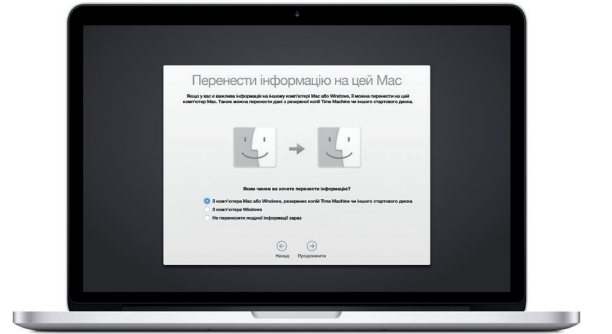 Перенести інформацію на цей Mac
Якщо у вас є важлива інформація на іншому комп'ютері Mac або Windows, її можна перенести на цей
комп'ютер Mac. Також можна перенести дані з резервної копії Time Machine чи іншого стартового диска.
Яким чином ви хочете перенести інформацію?
З комп'ютера Mac або Windows, резервних копій Time Machine або іншого стартового диска
З комп'ютера Windows
Не переносити жодної інформації зараз
Назад Продовжити